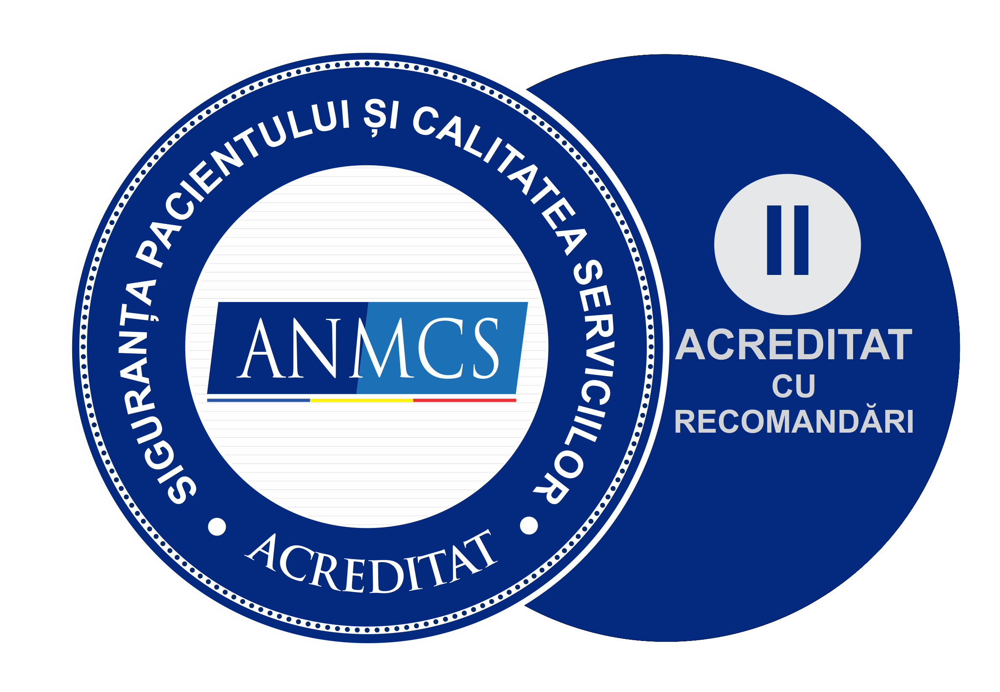 SIGURANȚA PACIENTULUI ȘI CALITATEA SERVICIILOR
ANMCS
ACREDITAT
II
ACREDITAT
CU
RECOMANDĂRI